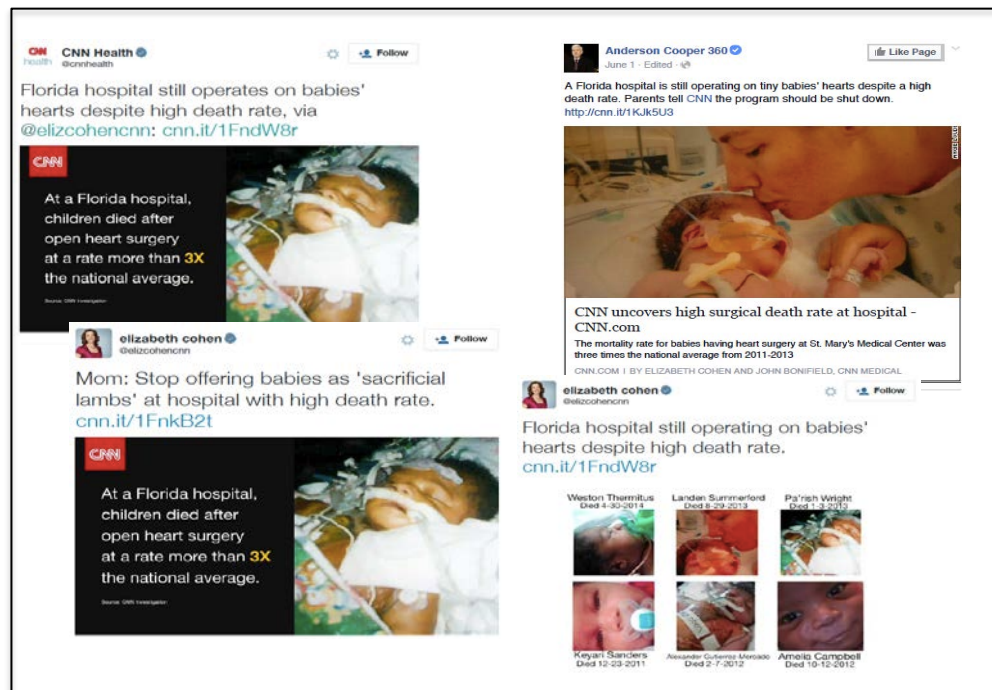 CNN health
CNN Health
@cnnhealth
Follow
Florida hospital still operates on babies'
hearts despite high death rate, via
@elizcohencnn: cnn.it/1FndW8r
CNN
At a Florida hospital,
children died after
open heart surgery
at a rate more than 3X
the national average.
Source: CNN Investigation
Anderson Cooper 360
June 1 · Edited ·
Like Page
A Florida hospital is still operating on tiny babies' hearts despite a high
death rate. Parents tell CNN the program should be shut down.
http://cnn.it/1KJk5U3
CNN uncovers high surgical death rate at hospital -
CNN.com
The mortality rate for babies having heart surgery at St. Mary's Medical Center was
three times the national average from 2011-2013
CNN.COM | BY ELIZABETH COHEN AND JOHN BONIFIELD, CNN MEDICAL
elizabeth cohen
@elizcohencnn
Follow
Mom: Stop offering babies as 'sacrificial
lambs' at hospital with high death rate.
cnn.it/1FnkB2t
CNN
At a Florida hospital,
children died after
open heart surgery
at a rate more than 3X
the national average.
Source: CNN Investigation
elizabeth cohen
@elizcohencnn
Follow
Florida hospital still operating on babies'
hearts despite high death rate.
cnn.it/1FndW8r
Weston Thermitus
Died 4-30-2014
Landen Summerford
Died 8-29-2013
Pa'rish Wright
Died 1-3-2013
Keyari Sanders
Died 12-23-2011
Alexander Gutierrez-Mercado
Died 2-7-2012
Amelia Campbell
Died 10-12-2012